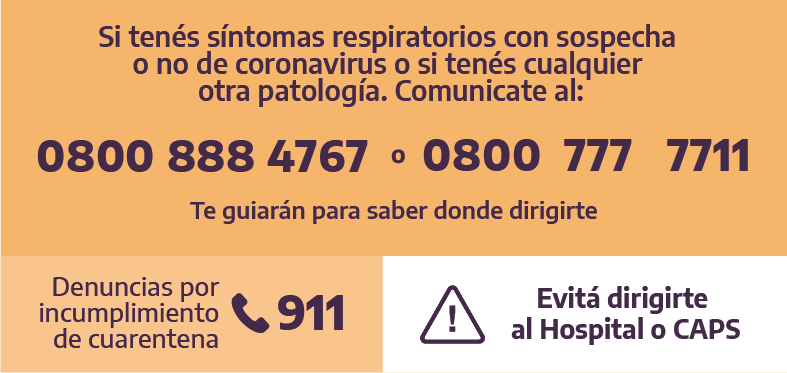 Si tenés síntomas respiratorios con sospecha
o no de coronavirus o si tenés cualquier
otra patología. Comunicate al:
0800 888 4767 o 0800 777 7711
Te guiarán para saber donde dirigirte
Denuncias por
incumplimiento
de cuarentena
911
!
Evitá dirigirte
al Hospital o CAPS